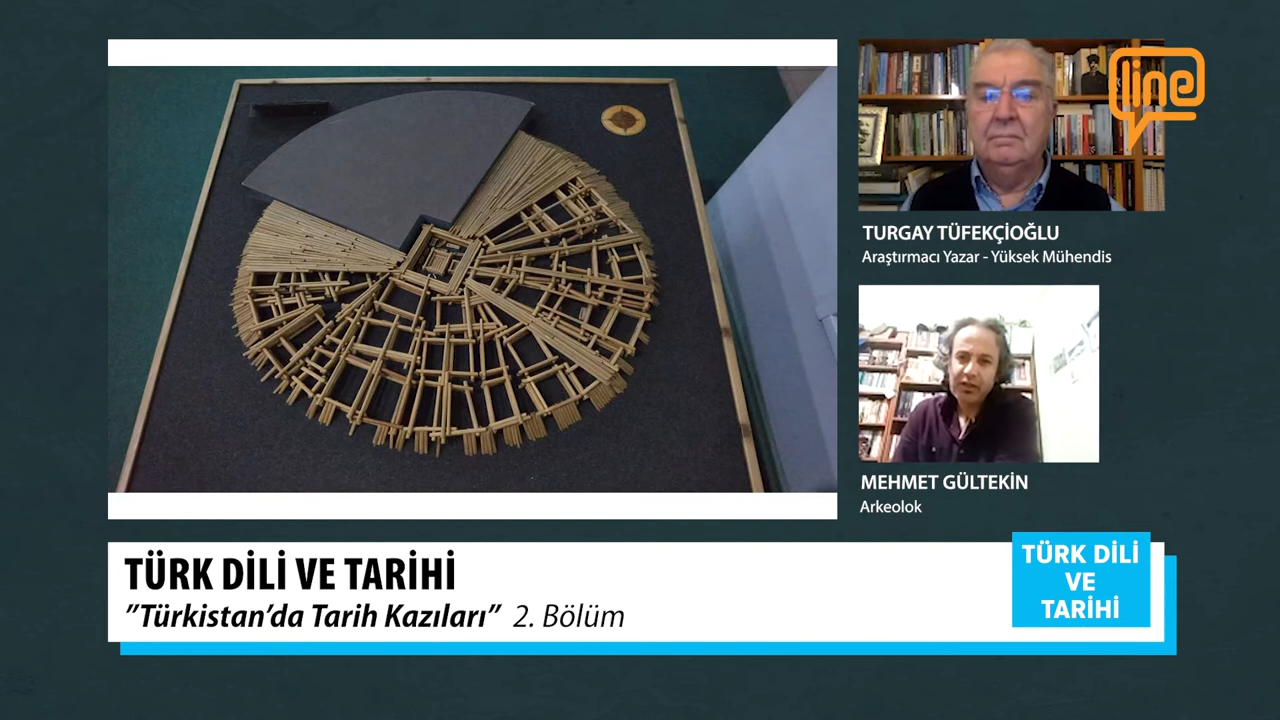 line
TURGAY TÜFEKÇİOĞLU
Araştırmacı Yazar - Yüksek Mühendis
MEHMET GÜLTEKİN
Arkeolok
TÜRK DİLİ VE TARİHİ
”Türkistan’da Tarih Kazıları” 2. Bölüm
TÜRK DİLİ
VE
TARİHİ